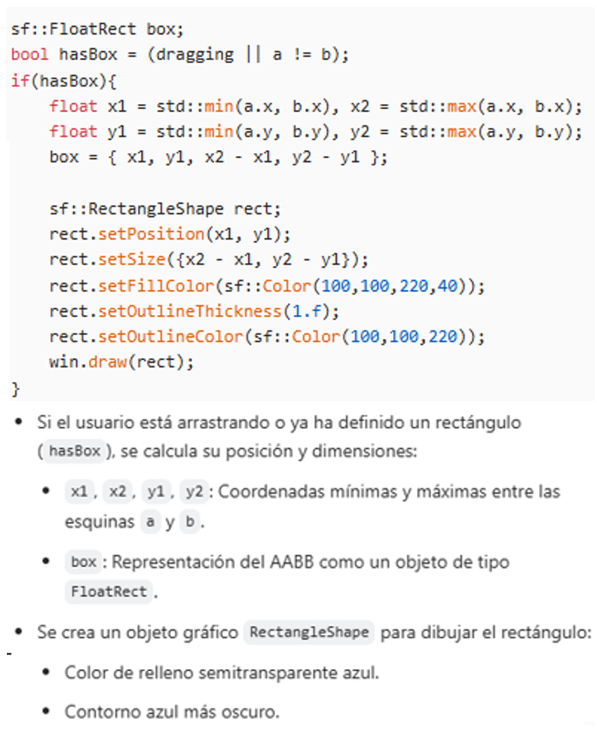 sf::FloatRect box;
bool hasBox = (dragging || a != b);
if(hasBox){
    float x1 = std::min(a.x, b.x), x2 = std::max(a.x, b.x);
    float y1 = std::min(a.y, b.y), y2 = std::max(a.y, b.y);
    box = { x1, y1, x2 - x1, y2 - y1 };

    sf::RectangleShape rect;
    rect.setPosition(x1, y1);
    rect.setSize({x2 - x1, y2 - y1});
    rect.setFillColor(sf::Color(100,100,220,40));
    rect.setOutlineThickness(1.f);
    rect.setOutlineColor(sf::Color(100,100,220));
    win.draw(rect);
}
• Si el usuario está arrastrando o ya ha definido un rectángulo
( hasBox ), se calcula su posición y dimensiones:
• x1 , x2 , y1 , y2 : Coordenadas mínimas y máximas entre las
esquinas a y b .
• box : Representación del AABB como un objeto de tipo
FloatRect .
• Se crea un objeto gráfico RectangleShape para dibujar el rectángulo:
• Color de relleno semitransparente azul.
• Contorno azul más oscuro.